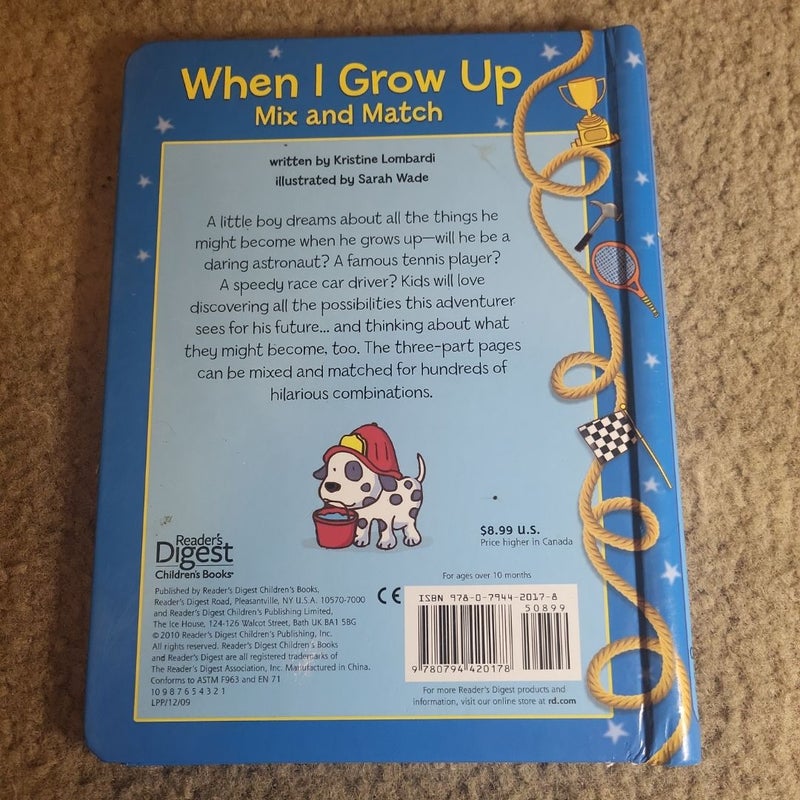 When I Grow Up
Mix and Match
written by Kristine Lombardi
illustrated by Sarah Wade
A little boy dreams about all the things he
might become when he grows up—will he be a
daring astronaut? A famous tennis player?
A speedy race car driver? Kids will love
discovering all the possibilities this adventurer
sees for his future... and thinking about what
they might become, too. The three-part pages
can be mixed and matched for hundreds of
hilarious combinations.
Reader's
Digest
Children's Books™
$8.99 U.S.
Price higher in Canada
For ages over 10 months
Published by Reader's Digest Children's Books,
Reader's Digest Road, Pleasantville, NY U.S.A. 10570-7000
and Reader's Digest Children's Publishing Limited,
The Ice House, 124-126 Walcot Street, Bath UK BA1 5BG
© 2010 Reader's Digest Children's Publishing, Inc.
All rights reserved. Reader's Digest Children's Books
and Reader's Digest are all registered trademarks of
The Reader's Digest Association, Inc. Manufactured in China.
Conforms to ASTM F963 and EN 71
10 9 8 7 6 5 4 3 2 1
LPP/12/09
CE
ISBN 978-0-7944-2017-8
50899
9 780794 420178
For more Reader's Digest products and
information, visit our online store at rd.com